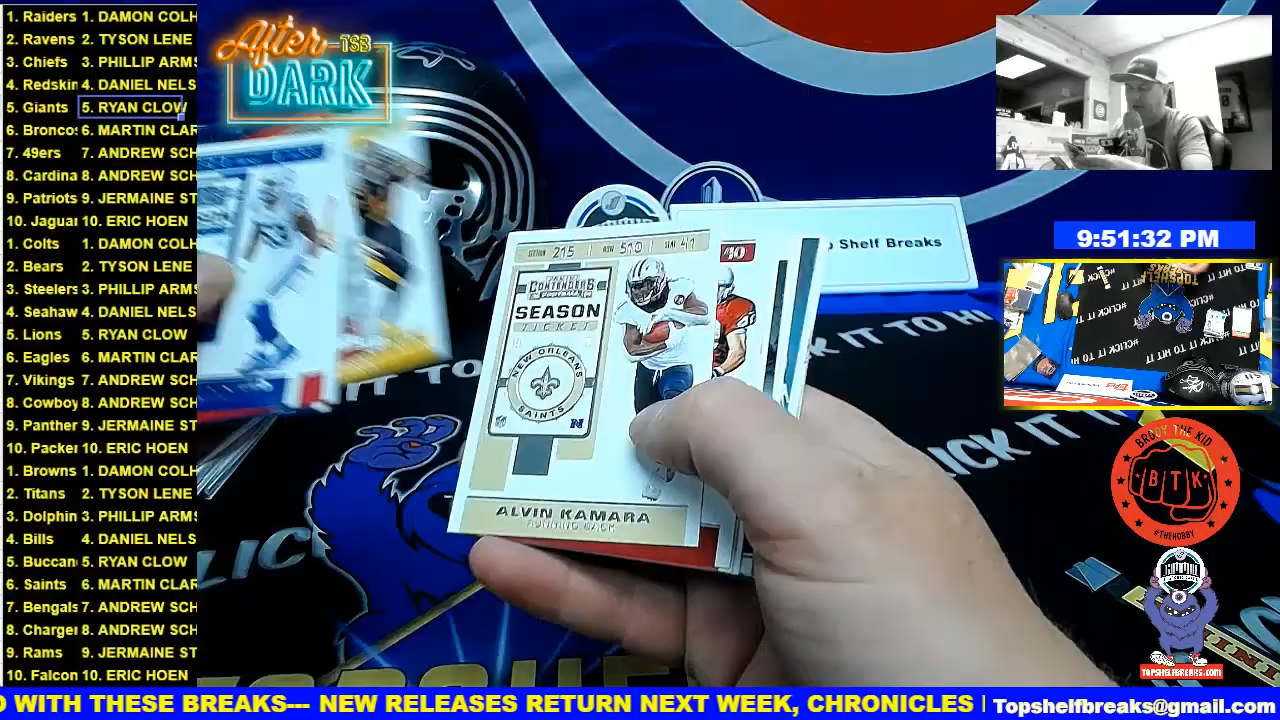 1. Raiders 1. DAMON COLH
2. Ravens 2. TYSON LENE
3. Chiefs 3. PHILLIP ARMS
4. Redskin 4. DANIEL NELS
5. Giants 5. RYAN CLOW
6. Broncos 6. MARTIN CLAR
7. 49ers 7. ANDREW SCH
8. Cardina 8. ANDREW SCH
9. Patriots 9. JERMAINE ST
10. Jaguar 10. ERIC HOEN
1. Colts 1. DAMON COLH
2. Bears 2. TYSON LENE
3. Steelers 3. PHILLIP ARMS
4. Seahaw 4. DANIEL NELS
5. Lions 5. RYAN CLOW
6. Eagles 6. MARTIN CLAR
7. Vikings 7. ANDREW SCH
8. Cowboy 8. ANDREW SCH
9. Panther 9. JERMAINE ST
10. Packer 10. ERIC HOEN
1. Browns 1. DAMON COLH
2. Titans 2. TYSON LENE
3. Dolphin 3. PHILLIP ARMS
4. Bills 4. DANIEL NELS
5. Buccan 5. RYAN CLOW
6. Saints 6. MARTIN CLAR
7. Bengals 7. ANDREW SCH
8. Charger 8. ANDREW SCH
9. Rams 9. JERMAINE ST
10. Falcon 10. ERIC HOEN
After TSB
DARK
SECTION 215 ROW 510 SEAT 41
PANINI
CONTENDERS
FOOTBALL
SEASON
TICKET
NEW ORLEANS
SAINTS
ALVIN KAMARA
RUNNING BACK
p Shelf Breaks
K IT TO HI
CLICK IT TO
LICK
9:51:32 PM
BRODY THE KID
BTK
#THEHOBBY
TOPSHELFBREAKS.COM
O WITH THESE BREAKS--- NEW RELEASES RETURN NEXT WEEK, CHRONICLES
Topshelfbreaks@gmail.com